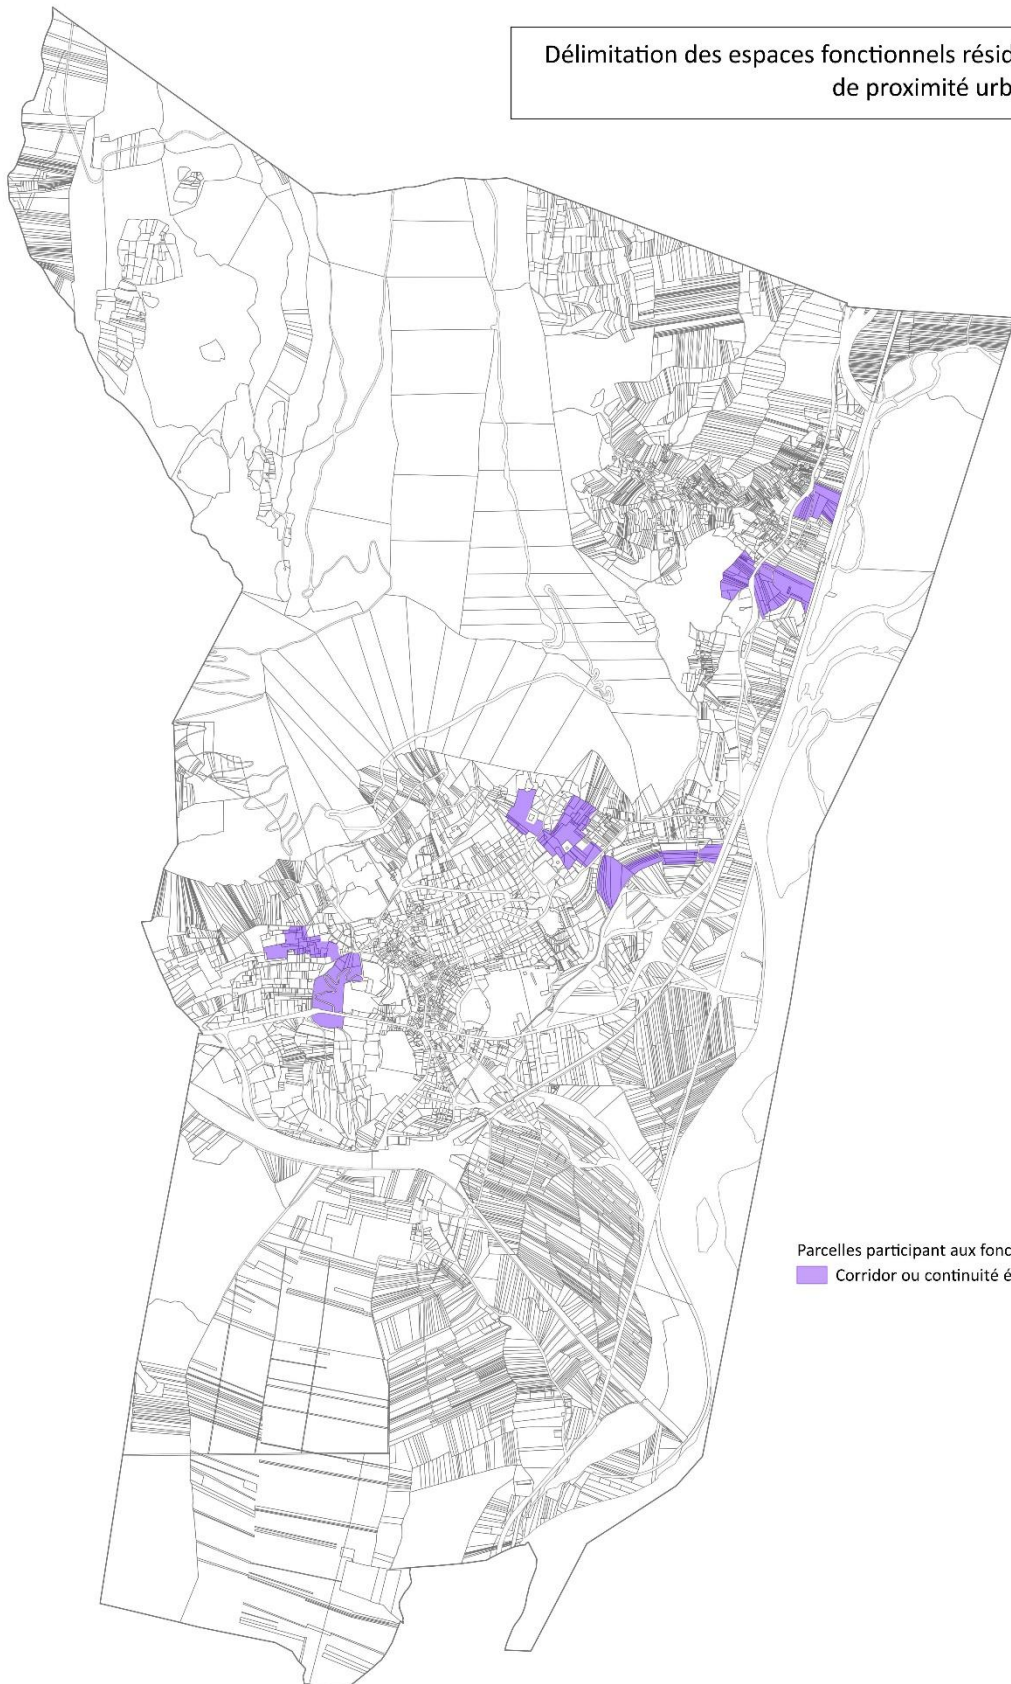 Délimitation des espaces fonctionnels résid
de proximité urb
Parcelles participant aux fonc
Corridor ou continuité é